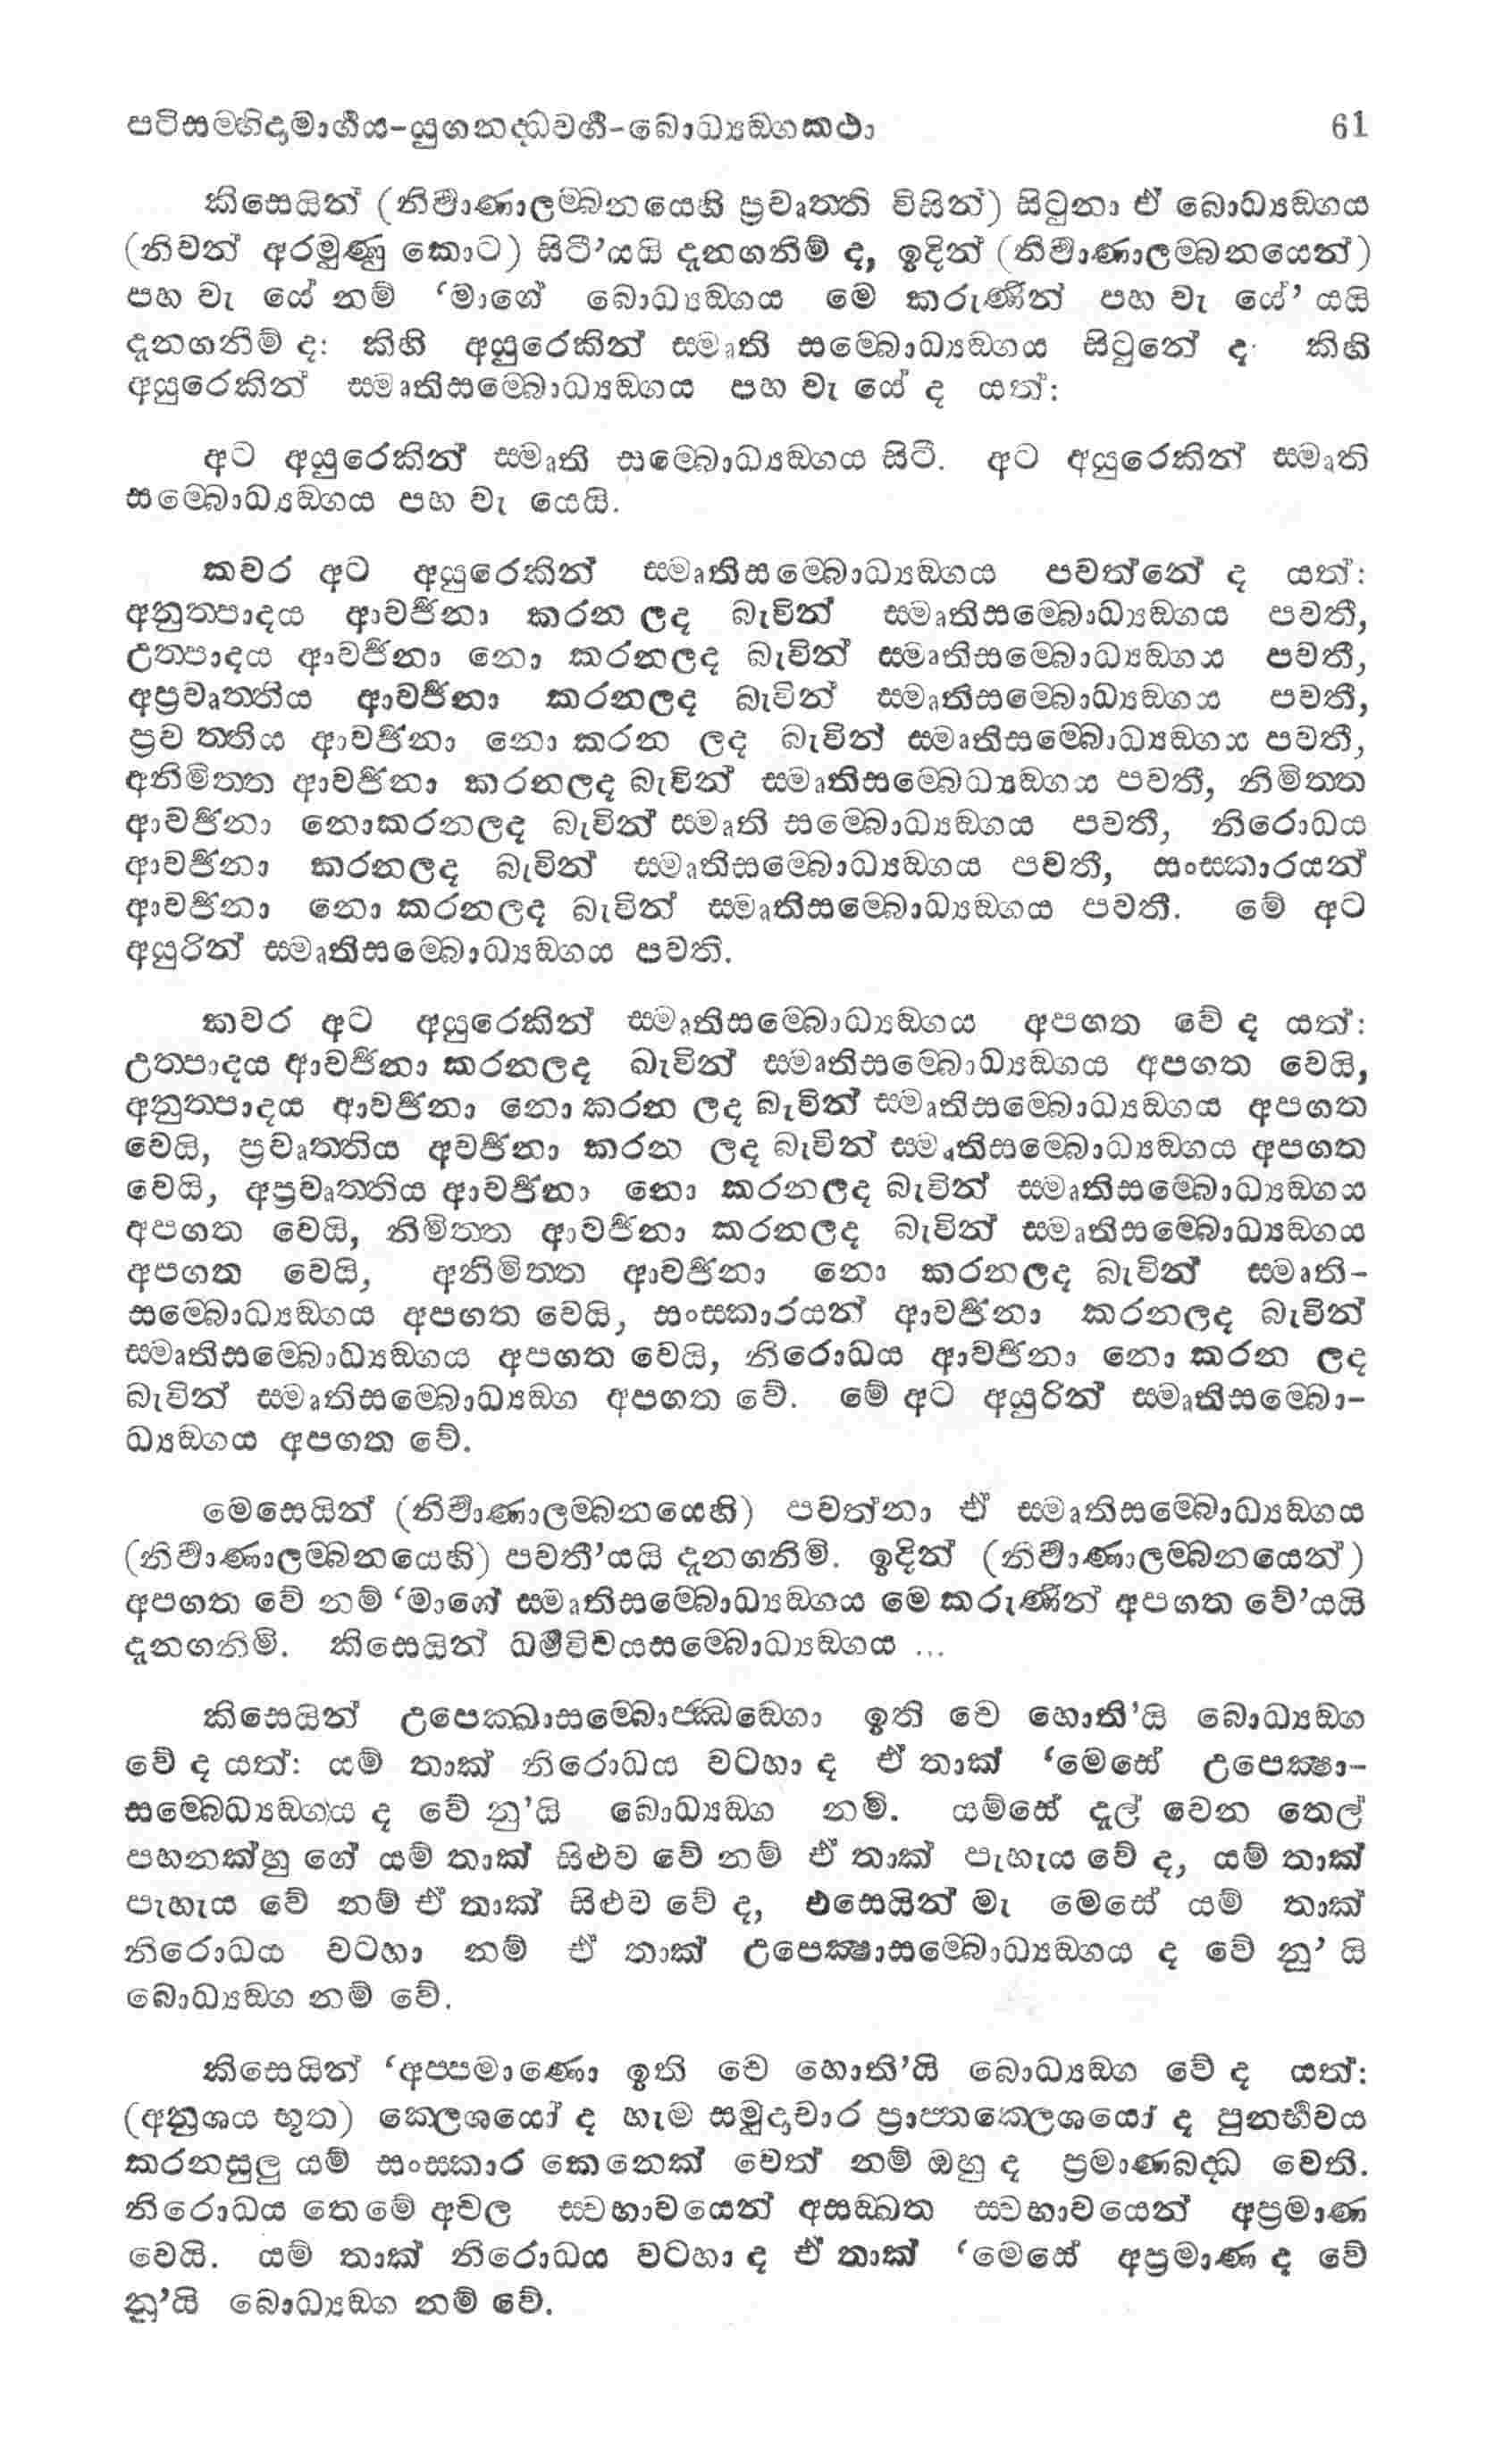 පටිසම්භිදාමාර්ගය-යුගනද්ධවර්ග-බොධ්‍යඞ්ගකථා 61
කිසෙයින් (නිර්වාණාලම්බනයෙහි ප්‍රවෘත්ති විසින්) සිටුනා ඒ බොධ්‍යඞ්ගය
(නිවන් අරමුණු කොට) සිටී’යයි දැනගනිම් ද, ඉදින් (නිර්වාණාලම්බනයෙන්)
පහ වැ යේ නම් ‘මාගේ බොධ්‍යඞ්ගය මෙ කරුණින් පහ වැ යේ’ යයි
දැනගනිම් ද: කිහි අයුරෙකින් සමෘති සම්බොධ්‍යඞ්ගය සිටුනේ ද කිහි
අයුරෙකින් සමෘතිසම්බොධ්‍යඞ්ගය පහ වැ යේ ද යත්:
අට අයුරෙකින් සමෘති සම්බොධ්‍යඞ්ගය සිටී. අට අයුරෙකින් සමෘති
සම්බොධ්‍යඞ්ගය පහ වැ යෙයි.
කවර අට අයුරෙකින් සමෘතිසම්බොධ්‍යඞ්ගය පවත්නේ ද යත්:
අනුත්පාදය ආවර්ජනා කරන ලද බැවින් සමෘතිසම්බොධ්‍යඞ්ගය පවතී,
උත්පාදය ආවර්ජනා නො කරනලද බැවින් සමෘතිසම්බොධ්‍යඞ්ගය පවතී,
අප්‍රවෘත්තිය ආවර්ජනා කරනලද බැවින් සමෘතිසම්බොධ්‍යඞ්ගය පවතී,
ප්‍රව ත්තිය ආවර්ජනා නො කරන ලද බැවින් සමෘතිසම්බොධ්‍යඞ්ගය පවතී,
අනිමිත්ත ආවර්ජනා කරනලද බැවින් සමෘතිසම්බෙධ්‍යඞ්ගය පවතී, නිමිත්ත
ආවර්ජනා නොකරනලද බැවින් සමෘති සම්බොධ්‍යඞ්ගය පවතී, නිරොධය
ආවර්ජනා කරනලද බැවින් සමෘතිසම්බොධ්‍යඞ්ගය පවතී, සංස්කාරයන්
ආවර්ජනා නො කරනලද බැවින් සමෘතිසම්බොධ්‍යඞ්ගය පවතී. මේ අට
අයුරින් සමෘතිසම්බොධ්‍යඞ්ගය පවතී.
කවර අට අයුරෙකින් සමෘතිසම්බොධ්‍යඞ්ගය අපගත වේ ද යත්:
උත්පාදය ආවර්ජනා කරනලද බැවින් සමෘතිසම්බොධ්‍යඞ්ගය අපගත වෙයි,
අනුත්පාදය ආවර්ජනා නො කරන ලද බැවින් සමෘතිසම්බොධ්‍යඞ්ගය අපගත
වෙයි, ප්‍රවෘත්තිය අවර්ජනා කරන ලද බැවින් සමෘතිසම්බොධ්‍යඞ්ගය අපගත
වෙයි, අප්‍රවෘත්තිය ආවර්ජනා නො කරනලද බැවින් සමෘතිසම්බොධ්‍යඞ්ගය
අපගත වෙයි, නිමිත්ත ආවර්ජනා කරනලද බැවින් සමෘතිසම්බොධ්‍යඞ්ගය
අපගත වෙයි, අනිමිත්ත ආවර්ජනා නො කරනලද බැවින් සමෘති-
සම්බොධ්‍යඞ්ගය අපගත වෙයි, සංස්කාරයන් ආවර්ජනා කරනලද බැවින්
සමෘතිසම්බොධ්‍යඞ්ගය අපගත වෙයි, නිරොධය ආවර්ජනා නො කරන ලද
බැවින් සමෘතිසම්බොධ්‍යඞ්ග අපගත වේ. මේ අට අයුරින් සමෘතිසම්බො-
ධ්‍යඞ්ගය අපගත වේ.
මෙසෙයින් (නිර්වාණාලම්බනයෙහි) පවත්නා ඒ සමෘතිසම්බොධ්‍යඞ්ගය
(නිර්වාණාලම්බනයෙහි) පවතී’යයි දැනගනිමි. ඉදින් (නිර්වාණාලම්බනයෙන්)
අපගත වේ නම් ‘මාගේ සමෘතිසම්බොධ්‍යඞ්ගය මෙ කරුණින් අපගත වේ’යයි
දැනගනිමි. කිසෙයින් ධර්මවිචයසම්බොධ්‍යඞ්ගය ...
කිසෙයින් උපෙක්ඛාසම්බොජ්ඣඞ්ගො ඉති චෙ හොති’යි බොධ්‍යඞ්ග
වේ ද යත්: යම් තාක් නිරොධය වටහා ද ඒ තාක් ‘මෙසේ උපෙක්ෂා-
සම්බෙධ්‍යඞ්ගය ද වේ නු’යි බොධ්‍යඞ්ග නමි. යම්සේ දැල් වෙන තෙල්
පහනක්හු ගේ යම් තාක් සිළුව වේ නම් ඒ තාක් පැහැය වේ ද, යම් තාක්
පැහැය වේ නම් ඒ තාක් සිළුව වේ ද, එසෙයින් මැ මෙසේ යම් තාක්
නිරොධය වටහා නම් ඒ තාක් උපෙක්ෂාසම්බොධ්‍යඞ්ගය ද වේ නු’ යි
බොධ්‍යඞ්ග නම් වේ.
කිසෙයින් ‘අප්පමාණො ඉති චෙ හොති’යි බොධ්‍යඞ්ග වේ ද යත්:
(අනුශය භූත) ක්ලෙශයෝ ද හැම සමුදාචාර ප්‍රාප්තක්ලෙශයෝ ද පුනර්භවය
කරනසුලු යම් සංස්කාර කෙනෙක් වෙත් නම් ඔහු ද ප්‍රමාණබද්ධ වෙති.
නිරොධය තෙමේ අචල ස්වභාවයෙන් අසඞ්ඛත ස්වභාවයෙන් අප්‍රමාණ
වෙයි. යම් තාක් නිරොධය වටහා ද ඒ තාක් ‘මෙසේ අප්‍රමාණ ද වේ
නු’යි බොධ්‍යඞ්ග නම් වේ.